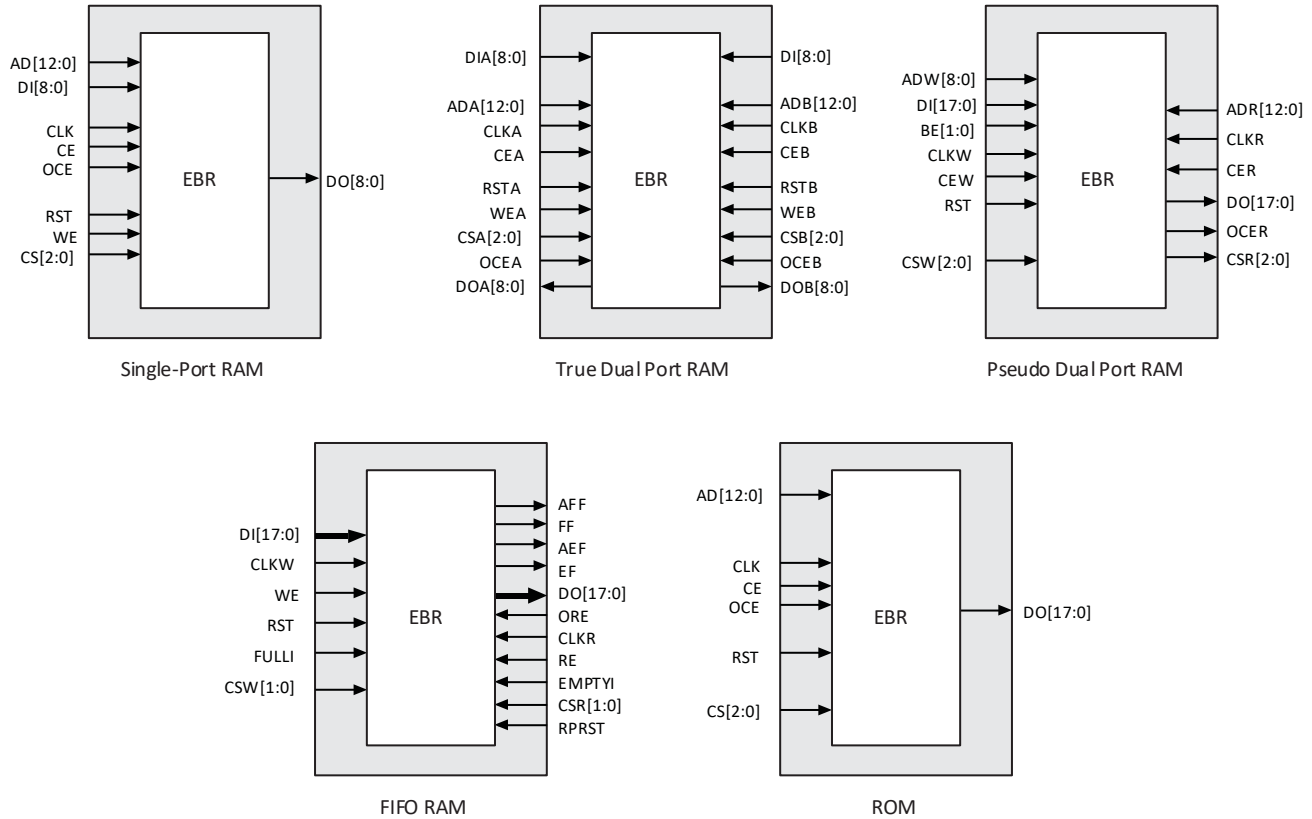 AD[12:0]
DI[8:0]
CLK
CE
OCE
RST
WE
CS[2:0]
EBR
DO[8:0]
Single-Port RAM
DIA[8:0]
ADA[12:0]
CLKA
CEA
RSTA
WEA
CSA[2:0]
OCEA
DOA[8:0]
EBR
DI[8:0]
ADB[12:0]
CLKB
CEB
RSTB
WEB
CSB[2:0]
OCEB
DOB[8:0]
True Dual Port RAM
ADW[8:0]
DI[17:0]
BE[1:0]
CLKW
CEW
RST
CSW[2:0]
EBR
ADR[12:0]
CLKR
CER
DO[17:0]
OCER
CSR[2:0]
Pseudo Dual Port RAM
DI[17:0]
CLKW
WE
RST
FULLI
CSW[1:0]
EBR
AFF
FF
AEF
EF
DO[17:0]
ORE
CLKR
RE
EMPTYI
CSR[1:0]
RPRST
FIFO RAM
AD[12:0]
CLK
CE
OCE
RST
CS[2:0]
EBR
DO[17:0]
ROM